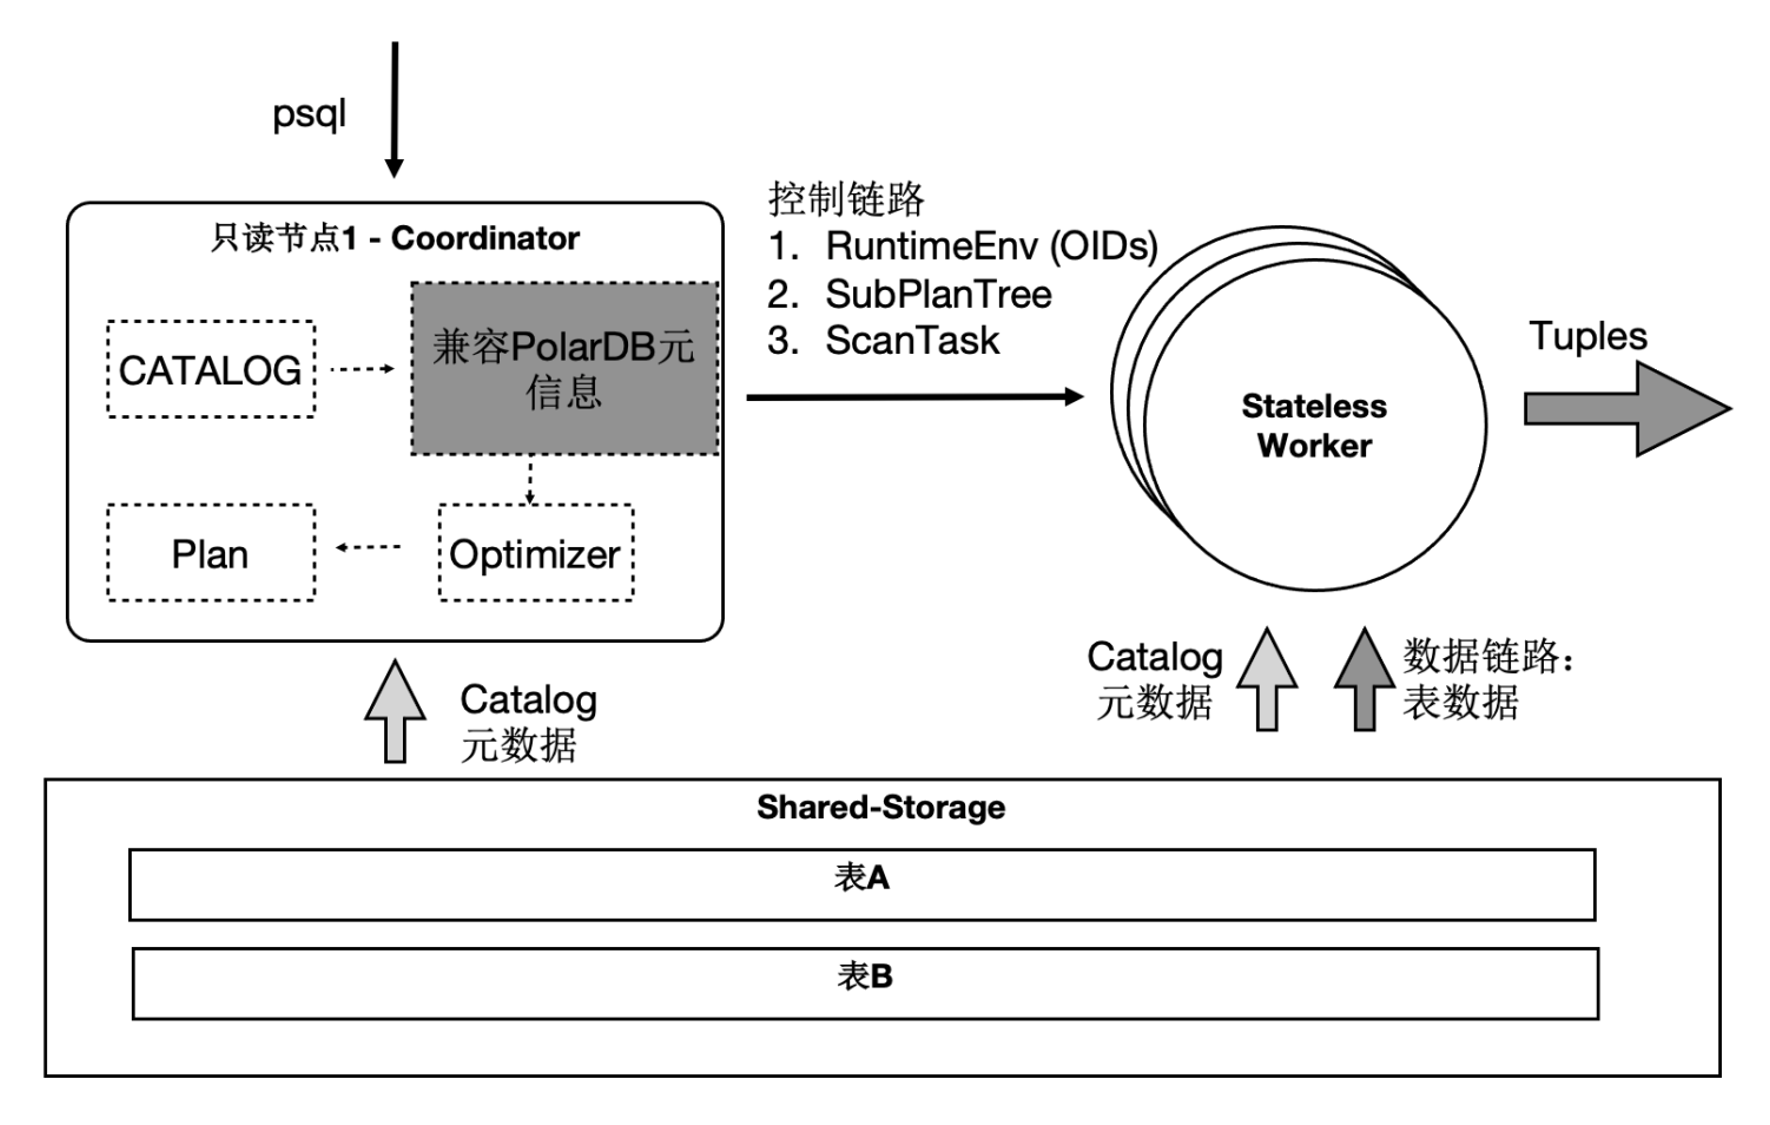 psql
只读节点1 - Coordinator
CATALOG
兼容PolarDB元
信息
Plan
Optimizer
控制链路
1. RuntimeEnv (OIDs)
2. SubPlanTree
3. ScanTask
Stateless
Worker
Tuples
Catalog
元数据
Catalog
元数据
数据链路：
表数据
Shared-Storage
表A
表B